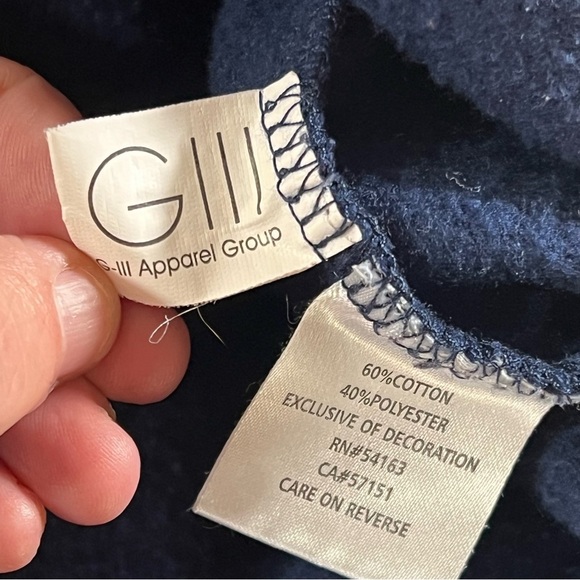 GIII
G-III Apparel Group
60%COTTON
40%POLYESTER
EXCLUSIVE OF DECORATION
RN#54163
CA#57151
CARE ON REVERSE